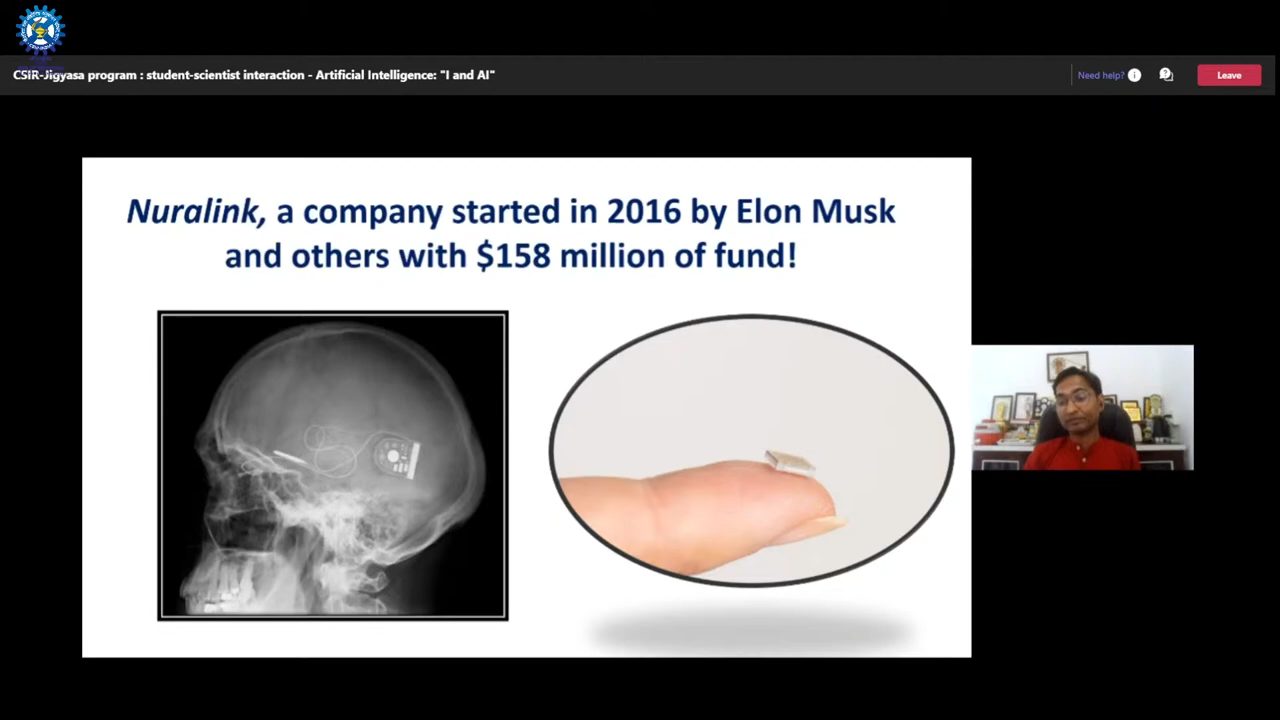 CSIR-Jigyasa program : student-scientist interaction - Artificial Intelligence: "I and AI"
Need help?
Leave
Nuralink, a company started in 2016 by Elon Musk
and others with $158 million of fund!